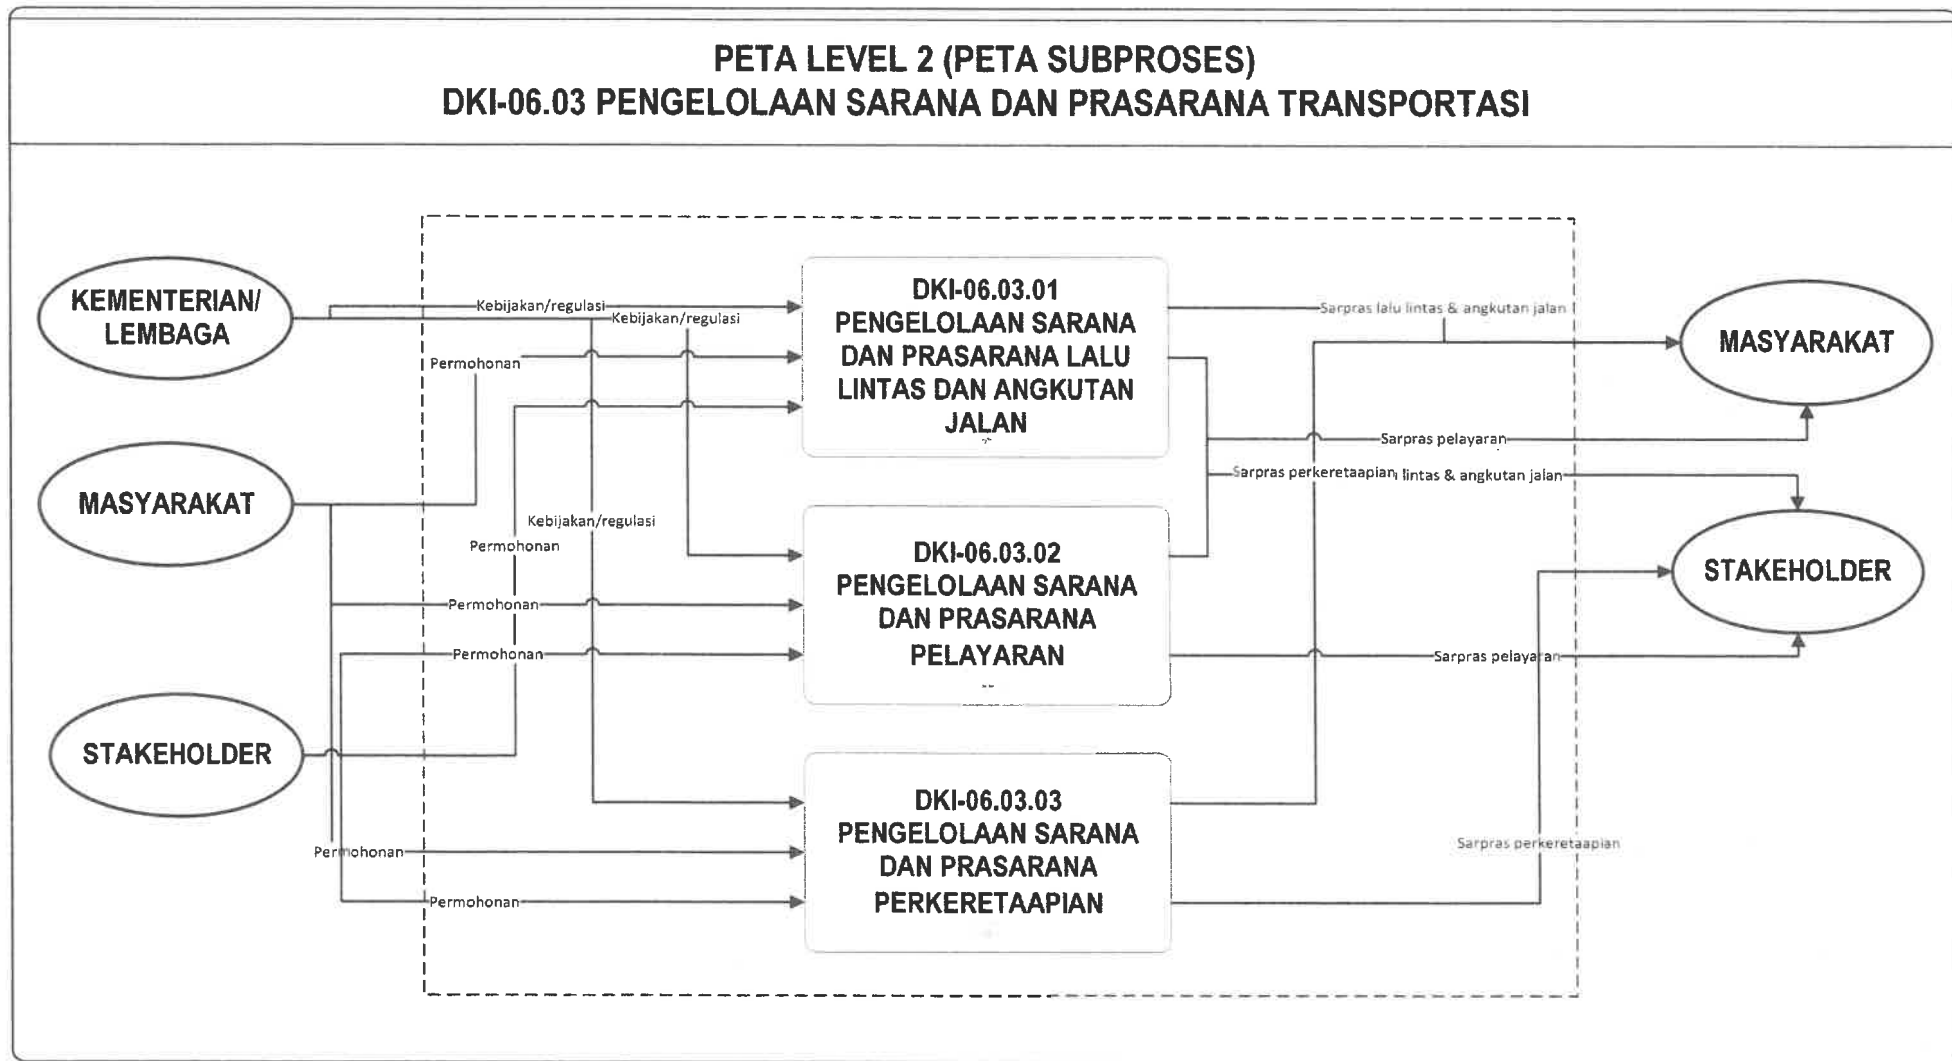 PETA LEVEL 2 (PETA SUBPROSES)
DKI-06.03 PENGELOLAAN SARANA DAN PRASARANA TRANSPORTASI
KEMENTERIAN/
LEMBAGA
MASYARAKAT
STAKEHOLDER
Kebijakan/regulasi
Kebijakan/regulasi
Permohonan
Kebijakan/regulasi
Permohonan
Permohonan
Permohonan
Permohonan
Permohonan
DKI-06.03.01
PENGELOLAAN SARANA
DAN PRASARANA LALU
LINTAS DAN ANGKUTAN
JALAN
DKI-06.03.02
PENGELOLAAN SARANA
DAN PRASARANA
PELAYARAN
DKI-06.03.03
PENGELOLAAN SARANA
DAN PRASARANA
PERKERETAAPIAN
Sarpras lalu lintas & angkutan jalan
Sarpras pelayaran
Sarpras perkeretaapian lintas & angkutan jalan
Sarpras pelayaran
Sarpras perkeretaapian
MASYARAKAT
STAKEHOLDER